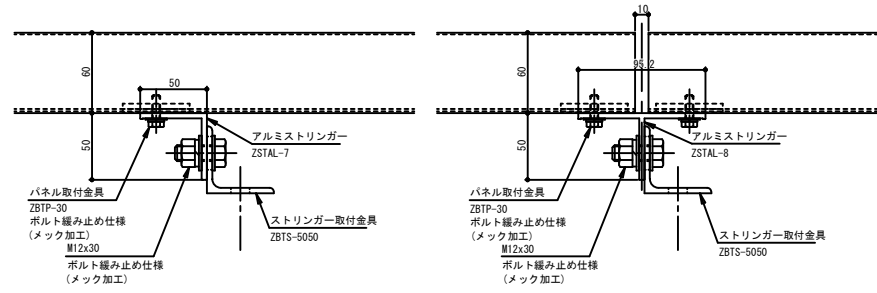 60
50
50
アルミストリンガー
ZSTAL-7
パネル取付金具
ZBTP-30
ボルト緩み止め仕様
(メック加工)
M12x30
ボルト緩み止め仕様
(メック加工)
ストリンガー取付金具
ZBTS-5050
10
95.2
60
50
アルミストリンガー
ZSTAL-8
パネル取付金具
ZBTP-30
ボルト緩み止め仕様
(メック加工)
M12x30
ボルト緩み止め仕様
(メック加工)
ストリンガー取付金具
ZBTS-5050